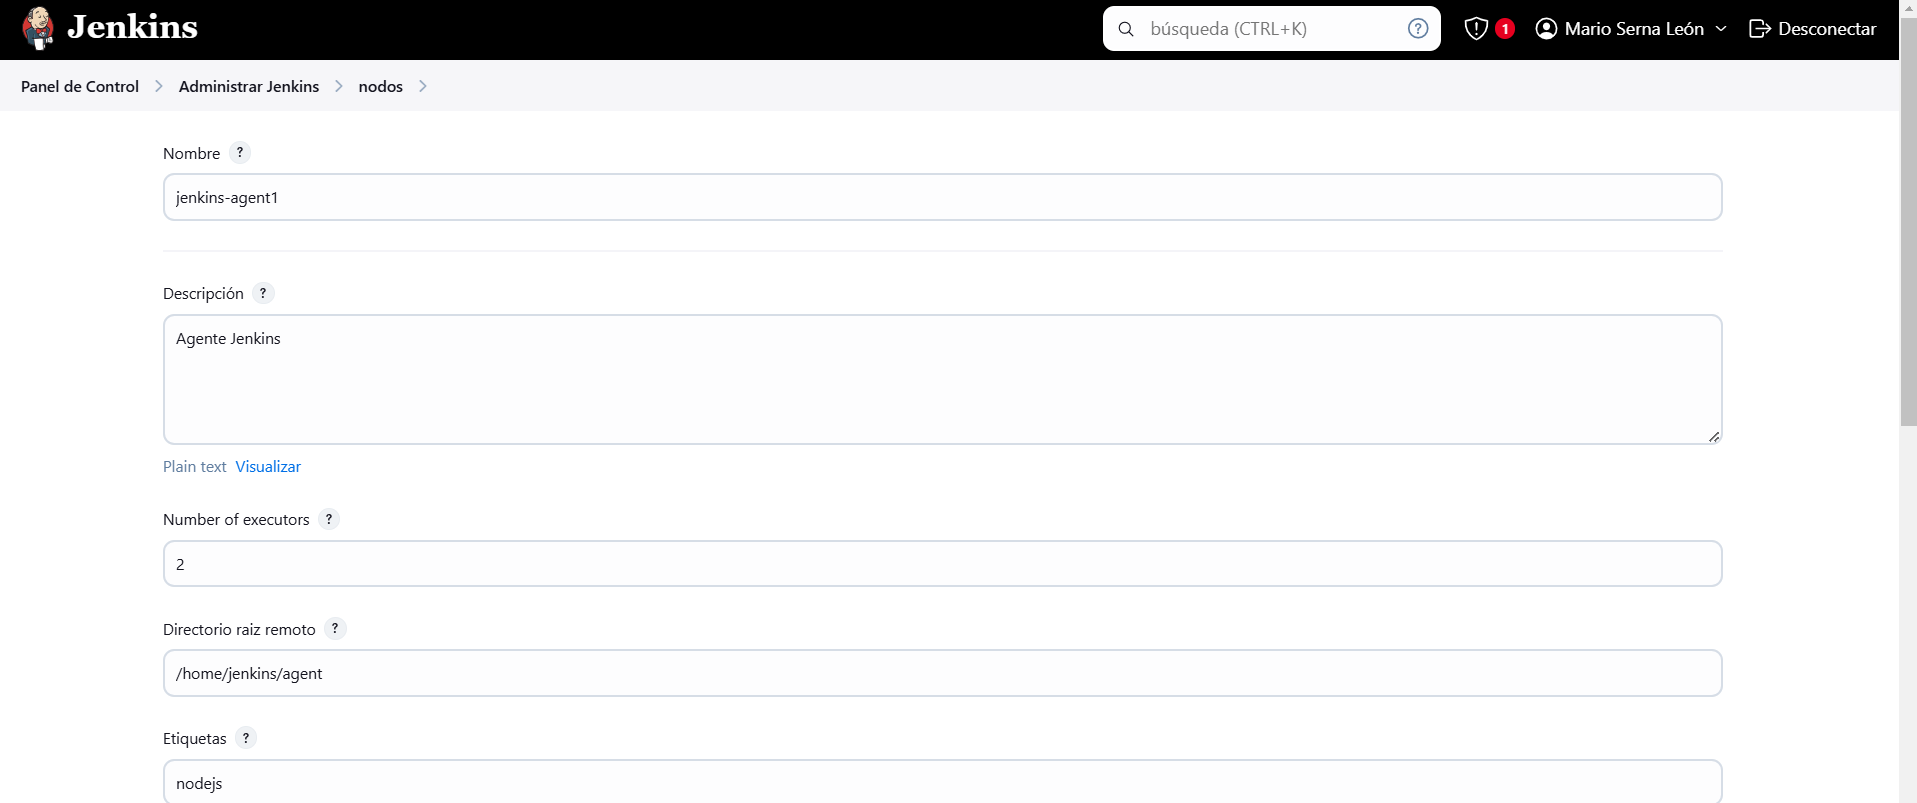 Jenkins
búsqueda (CTRL+K)
?
1
Mario Serna León
Desconectar
Panel de Control
Administrar Jenkins
nodos
Nombre ?
jenkins-agent1
Descripción ?
Agente Jenkins
Plain text Visualizar
Number of executors ?
2
Directorio raiz remoto ?
/home/jenkins/agent
Etiquetas ?
nodejs